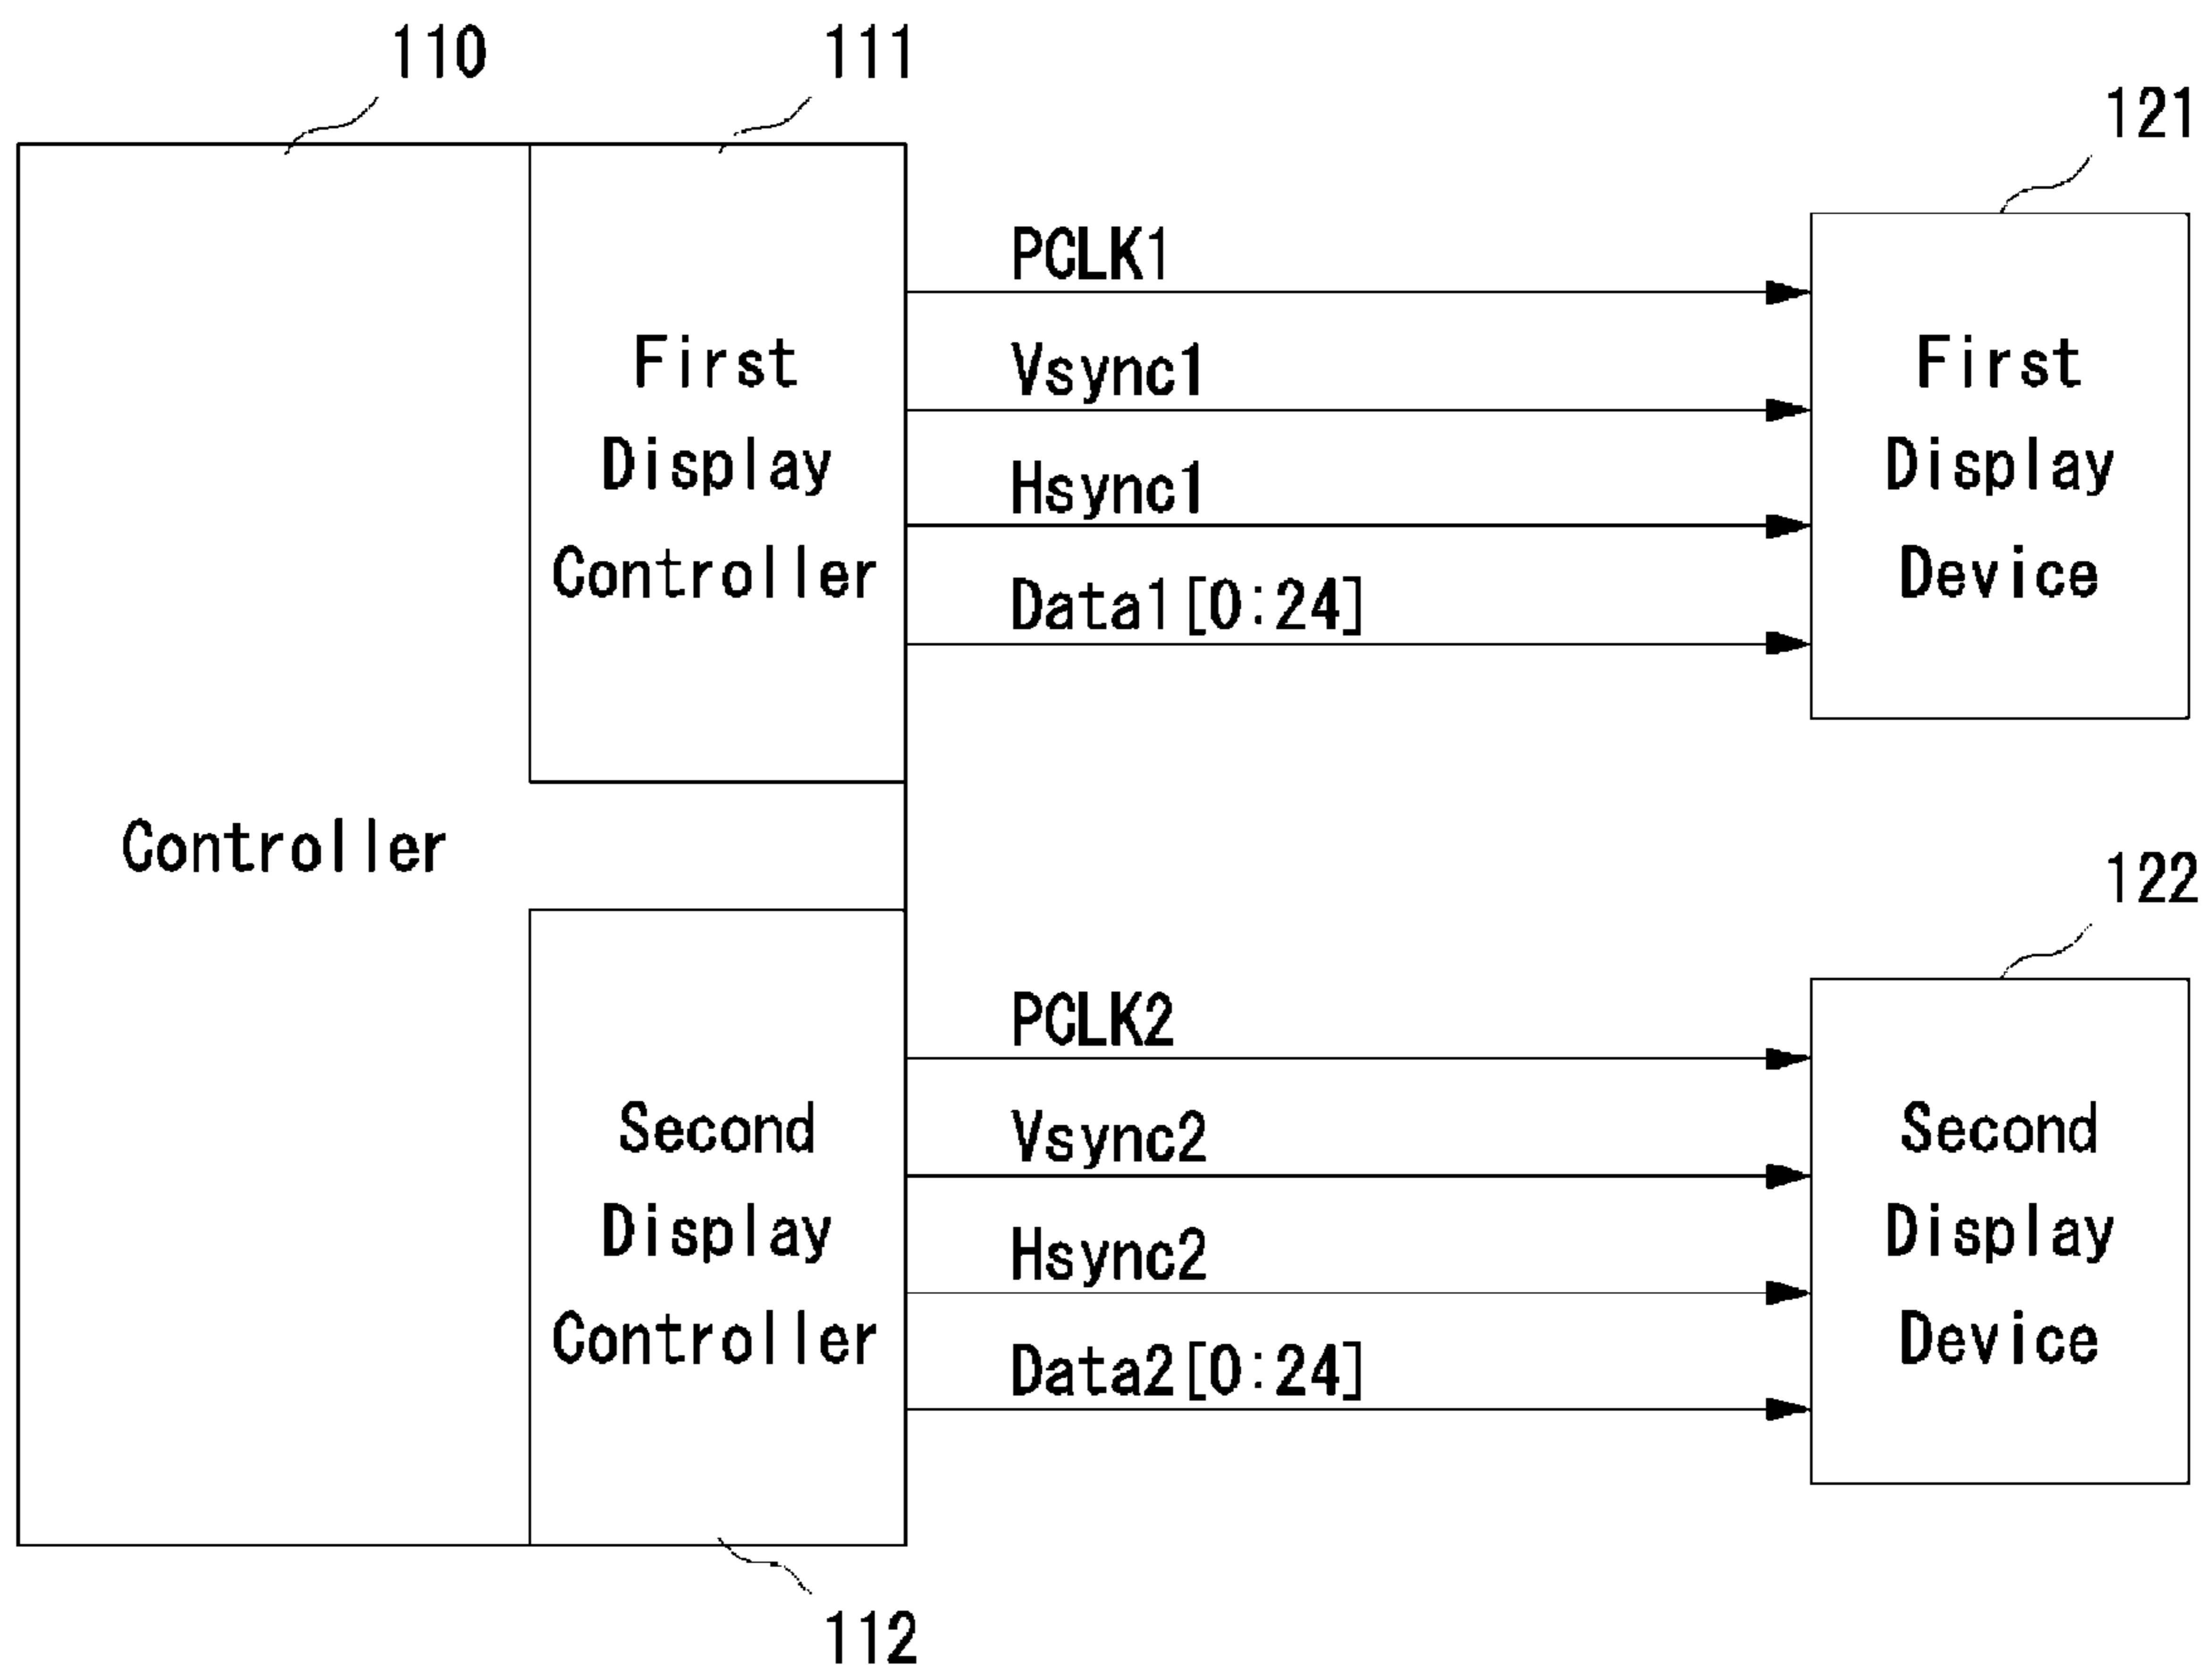 110
111
121
PCLK1
Vsync1
Hsync1
Data1[0:24]
First
Display
Controller
First
Display
Device
Controller
122
PCLK2
Vsync2
Hsync2
Data2[0:24]
Second
Display
Controller
Second
Display
Device
112